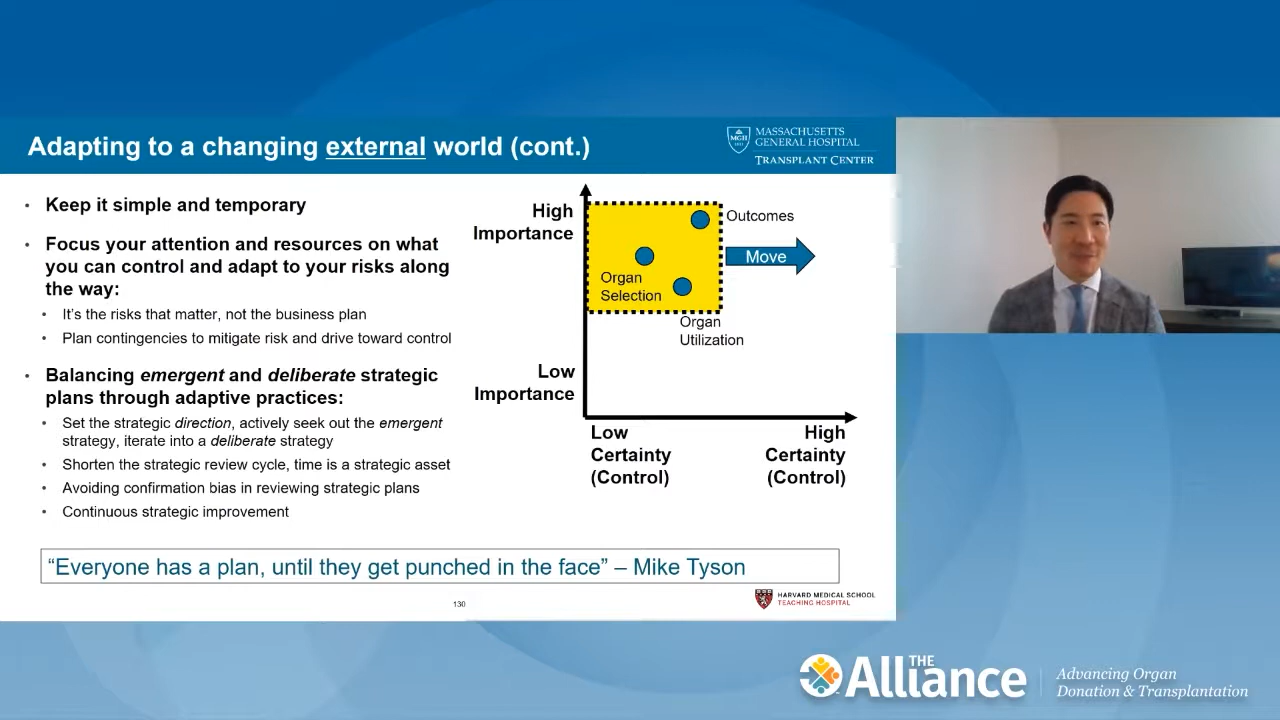 Adapting to a changing external world (cont.)
MASSACHUSETTS
GENERAL HOSPITAL
TRANSPLANT CENTER
MGH
• Keep it simple and temporary
• Focus your attention and resources on what
you can control and adapt to your risks along
the way:
• It's the risks that matter, not the business plan
• Plan contingencies to mitigate risk and drive toward control
• Balancing emergent and deliberate strategic
plans through adaptive practices:
• Set the strategic direction, actively seek out the emergent
strategy, iterate into a deliberate strategy
• Shorten the strategic review cycle, time is a strategic asset
• Avoiding confirmation bias in reviewing strategic plans
• Continuous strategic improvement
High
Importance
Outcomes
Move
Organ
Selection
Organ
Utilization
Low
Importance
Low
Certainty
(Control)
High
Certainty
(Control)
“Everyone has a plan, until they get punched in the face” – Mike Tyson
130
HARVARD MEDICAL SCHOOL
TEACHING HOSPITAL
THE
Alliance
Advancing Organ
Donation & Transplantation